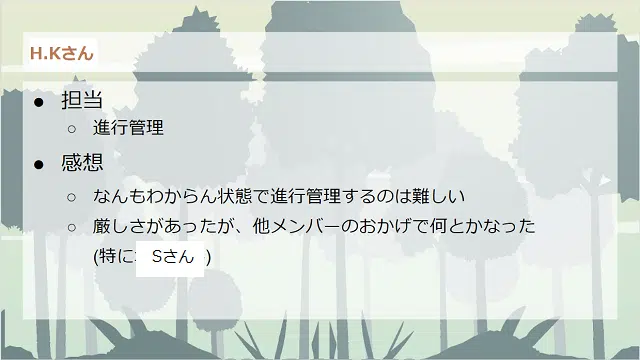 H.Kさん
● 担当
○ 進行管理
● 感想
○ なんもわからん状態で進行管理するのは難しい
○ 厳しさがあったが、他メンバーのおかげで何とかなった
(特に Sさん )